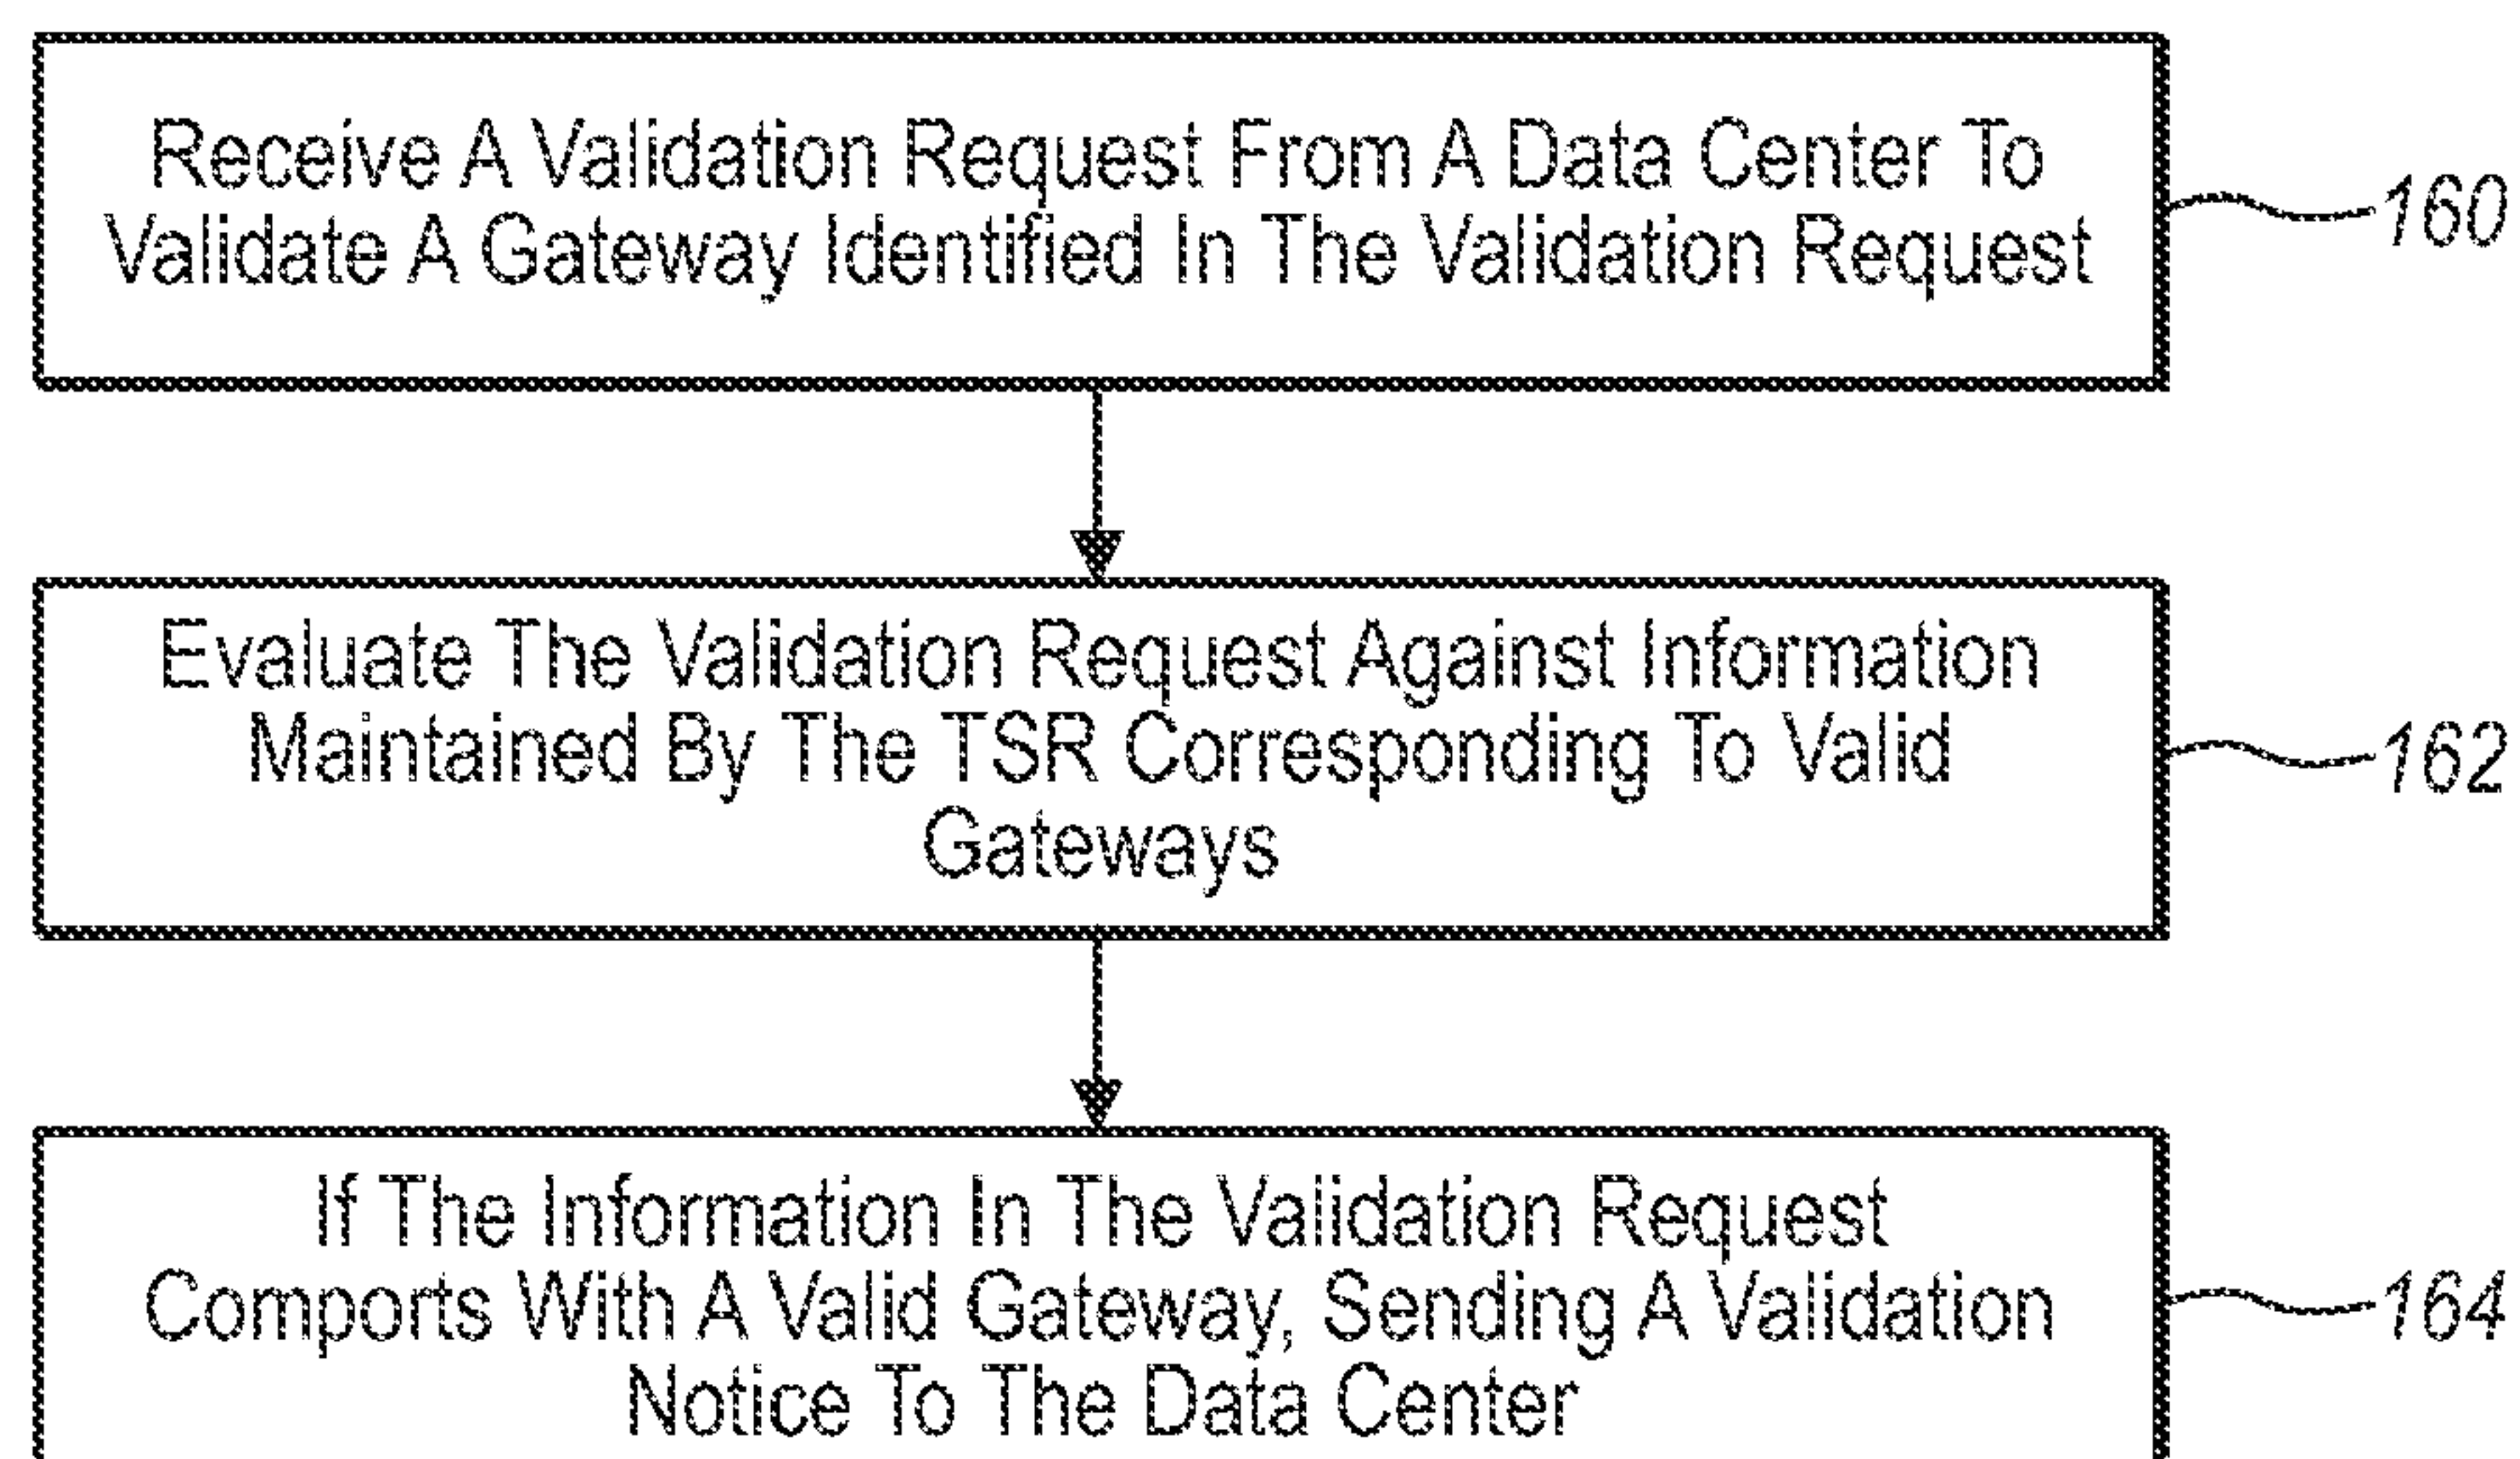 Receive A Validation Request From A Data Center To
Validate A Gateway Identified In The Validation Request
160
Evaluate The Validation Request Against Information
Maintained By The TSR Corresponding To Valid
Gateways
162
If The Information In The Validation Request
Comports With A Valid Gateway, Sending A Validation
Notice To The Data Center
164